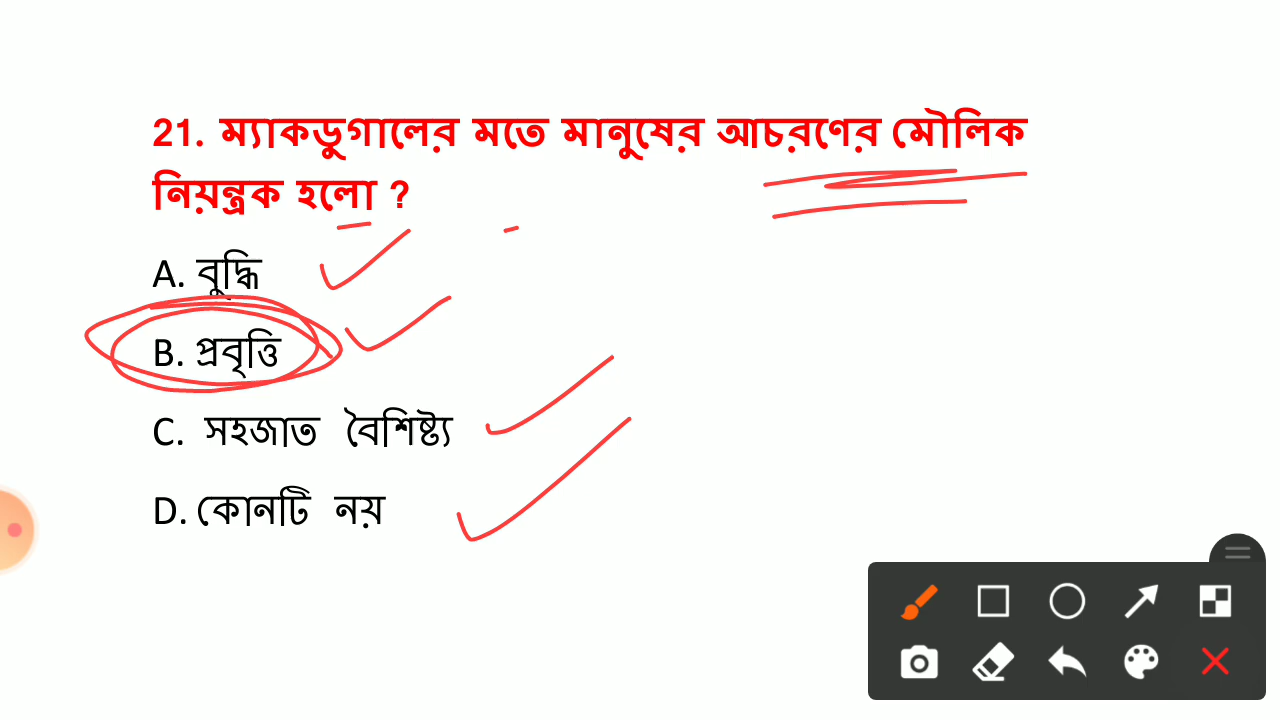 21. ম্যাকডুগালের মতে মানুষের আচরণের মৌলিক
নিয়ন্ত্রক হলো ?
A. বুদ্ধি
B. প্রবৃত্তি
C. সহজাত বৈশিষ্ট্য
D. কোনটি নয়